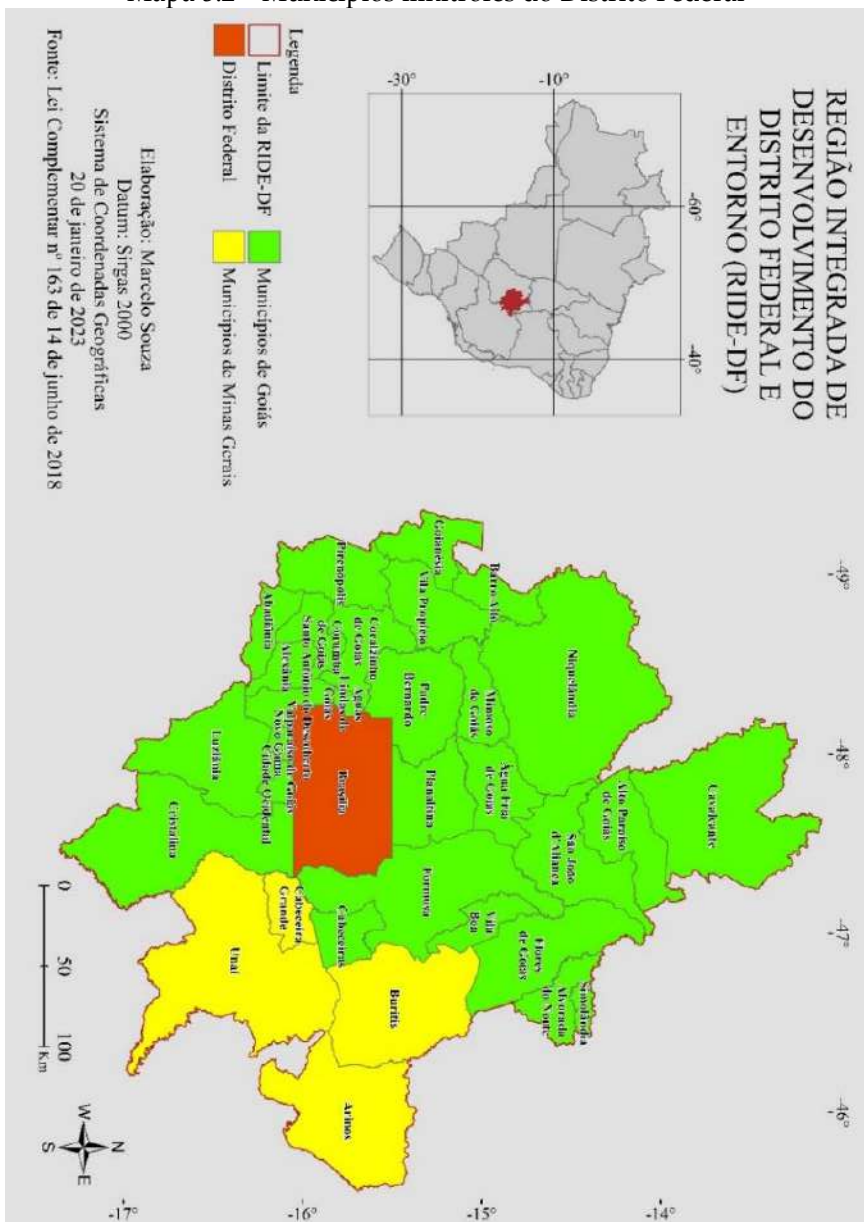 Mapa 3.2 – Municípios limítrofes do Distrito Federal
REGIÃO INTEGRADA DE
DESENVOLVIMENTO DO
DISTRITO FEDERAL E
ENTORNO (RIDE-DF)
-60°
-40°
-10°
-30°
Legenda
Limite da RIDE-DF
Municípios de Goiás
Distrito Federal
Municípios de Minas Gerais
Elaboração: Marcelo Souza
Datum: Sirgas 2000
Sistema de Coordenadas Geográficas
20 de janeiro de 2023
Fonte: Lei Complementar nº 163 de 14 de junho de 2018
-49°
-48°
-47°
-46°
-14°
-15°
-16°
-17°
Cavalcante
Alto Paraíso
de Goiás
São João
d'Aliança
Niquelândia
Simolândia
Alvorada
do Norte
Flores
de Goiás
Vila
Boa
Água Fria
de Goiás
Mimoso
de Goiás
Barro Alto
Goianésia
Vila Propício
Padre
Bernardo
Planaltina
Formosa
Buritis
Arinos
Cabeceiras
Cabeceira
Grande
Unaí
Brasília
Pirenópolis
Cocalzinho
de Goiás
Corumbá
de Goiás
Águas
Lindas de
Goiás
Santo Antônio do Descoberto
Abadiânia
Alexânia
Valparaíso de Goiás
Novo Gama
Cidade Ocidental
Luziânia
Cristalina
0 50 100
Km
N
W E
S